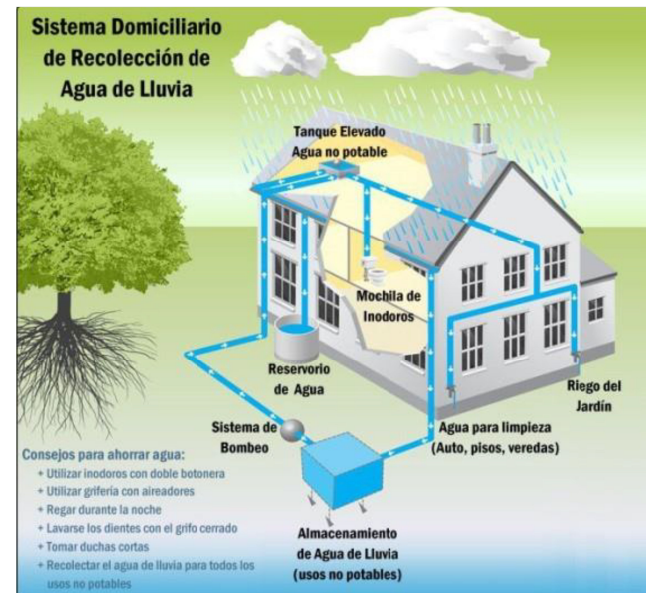 Sistema Domiciliario
de Recolección de
Agua de Lluvia
Tanque Elevado
Agua no potable
Mochila de
Inodoros
Reservorio
de Agua
Riego del
Jardín
Sistema de
Bombeo
Agua para limpieza
(Auto, pisos, veredas)
Almacenamiento
de Agua de Lluvia
(usos no potables)
Consejos para ahorrar agua:
+ Utilizar inodoros con doble botonera
+ Utilizar grifería con aireadores
+ Regar durante la noche
+ Lavarse los dientes con el grifo cerrado
+ Tomar duchas cortas
+ Recolectar el agua de lluvia para todos los
usos no potables